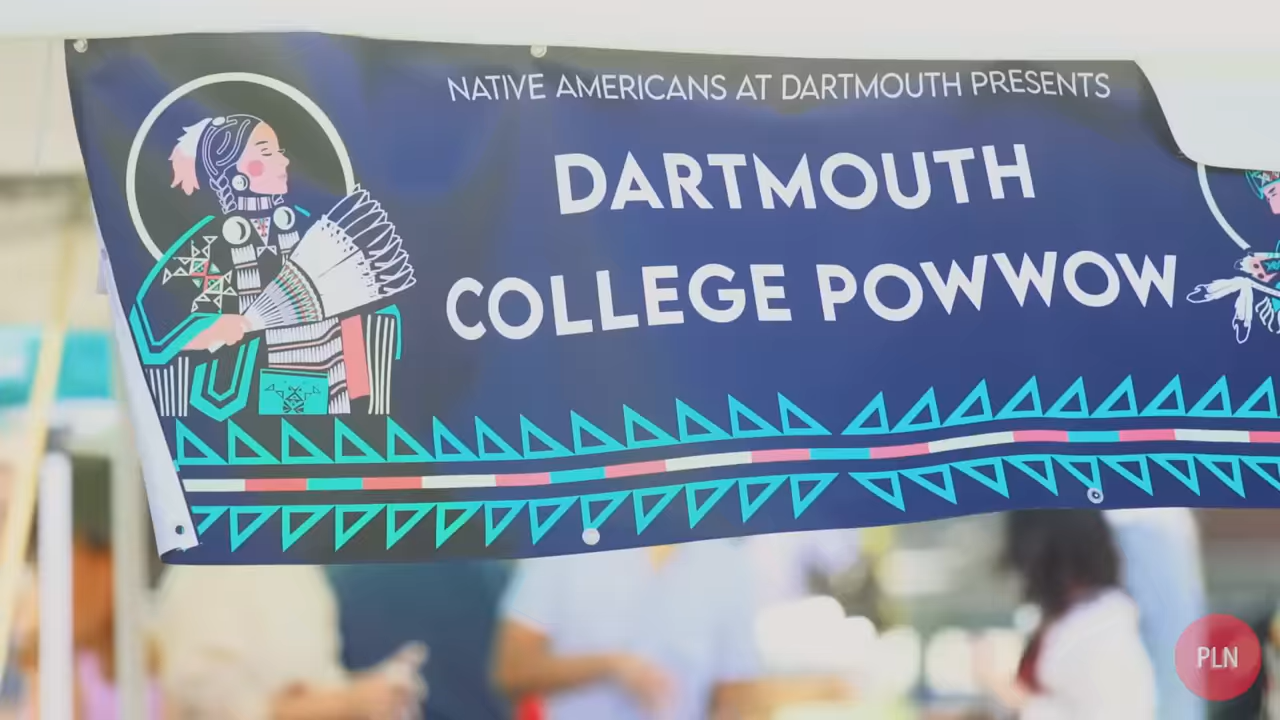 NATIVE AMERICANS AT DARTMOUTH PRESENTS
DARTMOUTH
COLLEGE POWWOW
PLN